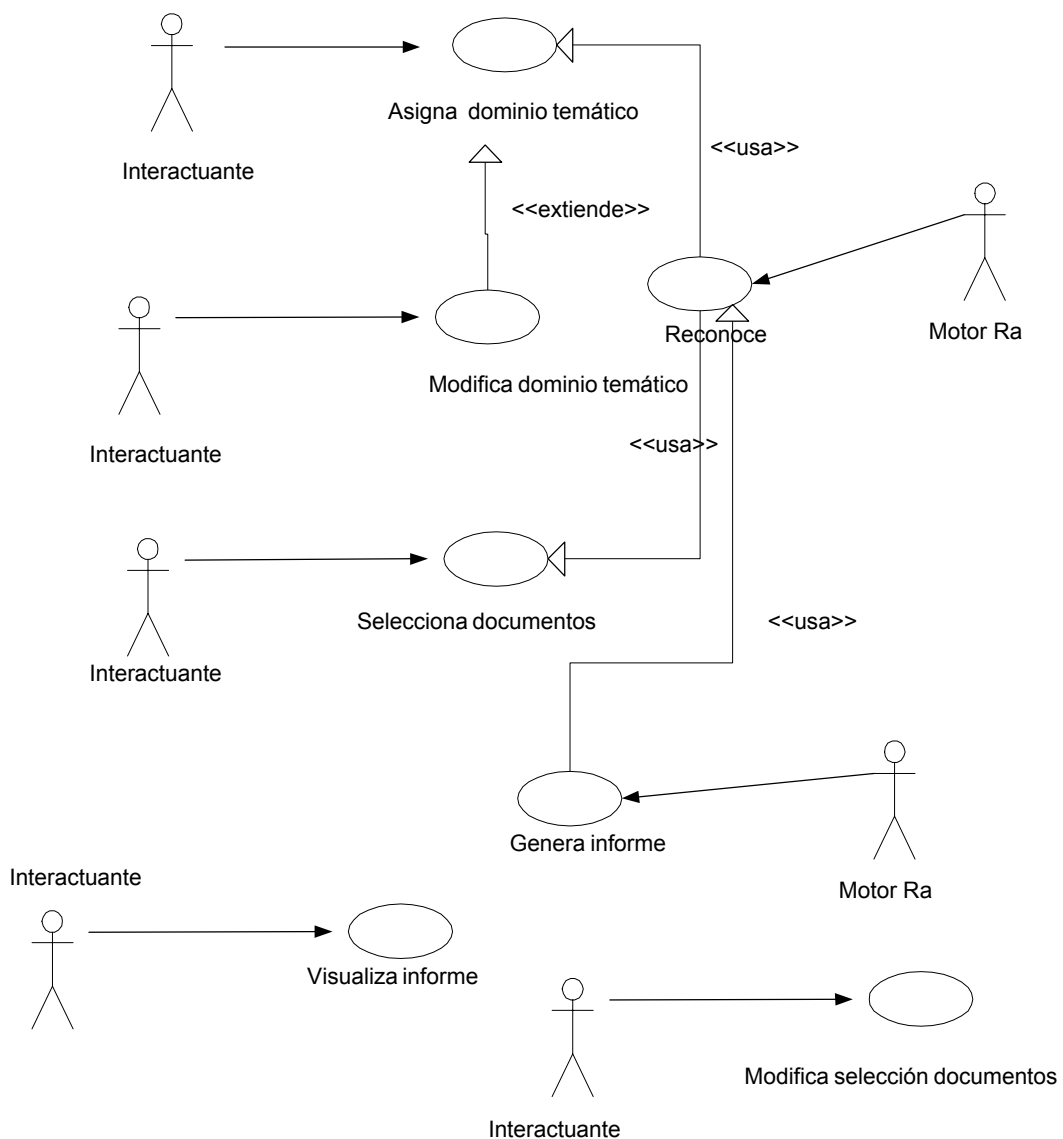 Asigna dominio temático
<<usa>>
Interactuante
<<extiende>>
Reconoce
Motor Ra
Modifica dominio temático
<<usa>>
Interactuante
Selecciona documentos
<<usa>>
Interactuante
Genera informe
Interactuante
Motor Ra
Visualiza informe
Modifica selección documentos
Interactuante